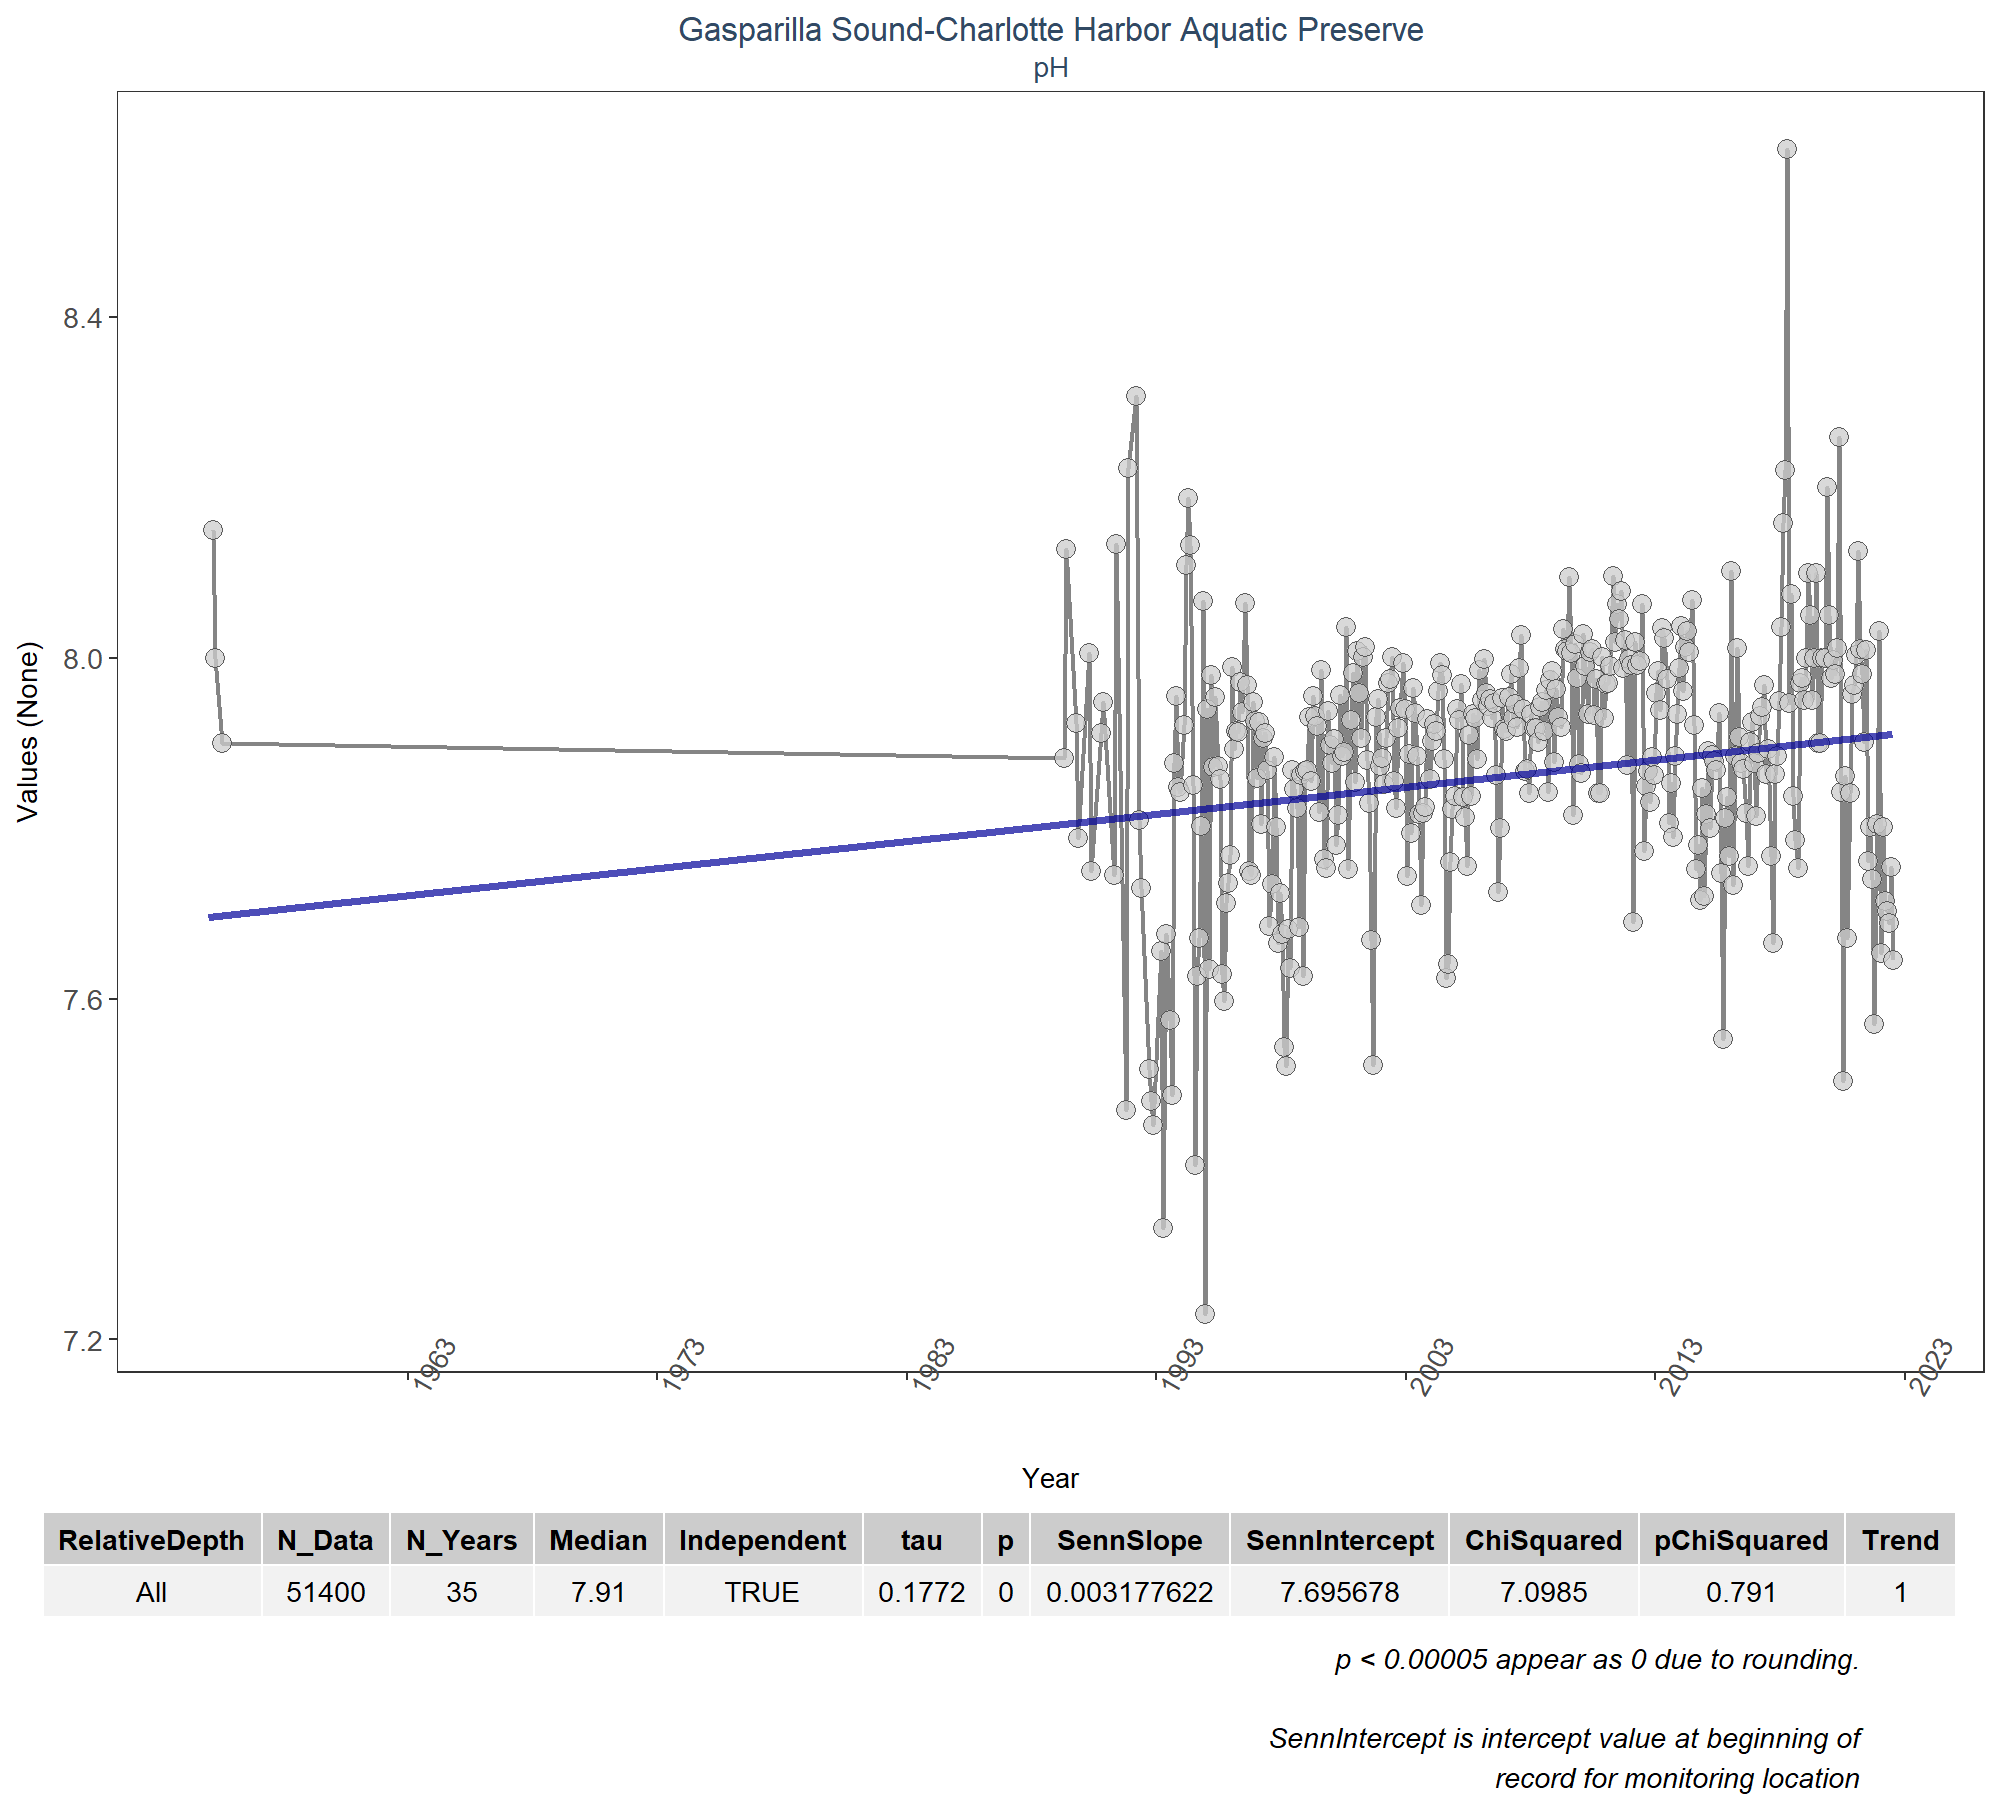 Gasparilla Sound-Charlotte Harbor Aquatic Preserve
pH
Values (None)
8.4
8.0
7.6
7.2
1963 1973 1983 1993 2003 2013 2023
Year
RelativeDepth N_Data N_Years Median Independent tau p SennSlope SennIntercept ChiSquared pChiSquared Trend
All 51400 35 7.91 TRUE 0.1772 0 0.003177622 7.695678 7.0985 0.791 1
p < 0.00005 appear as 0 due to rounding.
SennIntercept is intercept value at beginning of
record for monitoring location